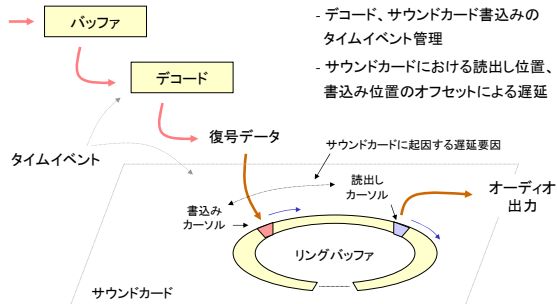 バッファ
- デコード、サウンドカード書込みの
タイムイベント管理
- サウンドカードにおける読出し位置、
書込み位置のオフセットによる遅延
デコード
復号データ
タイムイベント
サウンドカードに起因する遅延要因
読出し
カーソル
オーディオ
出力
書込み
カーソル
リングバッファ
サウンドカード